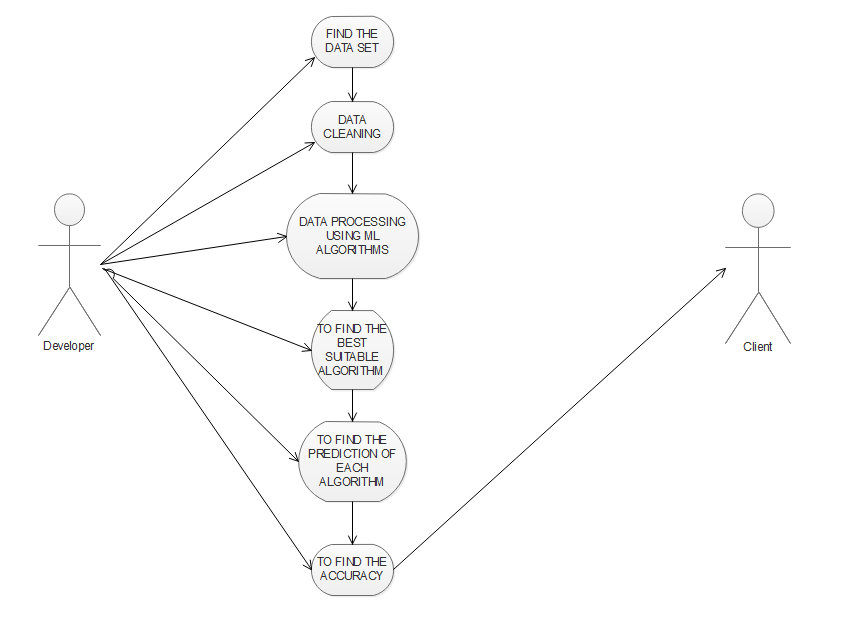 FIND THE
DATA SET
DATA
CLEANING
DATA PROCESSING
USING ML
ALGORITHMS
TO FIND THE
BEST
SUITABLE
ALGORITHM
TO FIND THE
PREDICTION OF
EACH
ALGORITHM
TO FIND THE
ACCURACY
Developer
Client